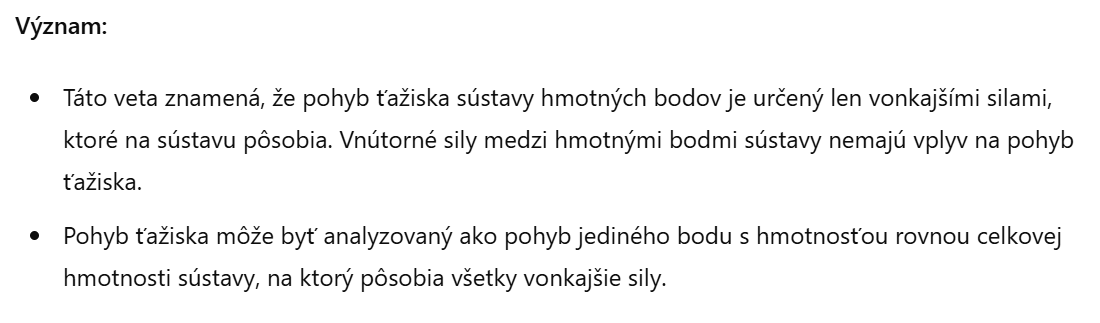 Význam:
• Táto veta znamená, že pohyb ťažiska sústavy hmotných bodov je určený len vonkajšími silami,
ktoré na sústavu pôsobia. Vnútorné sily medzi hmotnými bodmi sústavy nemajú vplyv na pohyb
ťažiska.
• Pohyb ťažiska môže byť analyzovaný ako pohyb jediného bodu s hmotnosťou rovnou celkovej
hmotnosti sústavy, na ktorý pôsobia všetky vonkajšie sily.